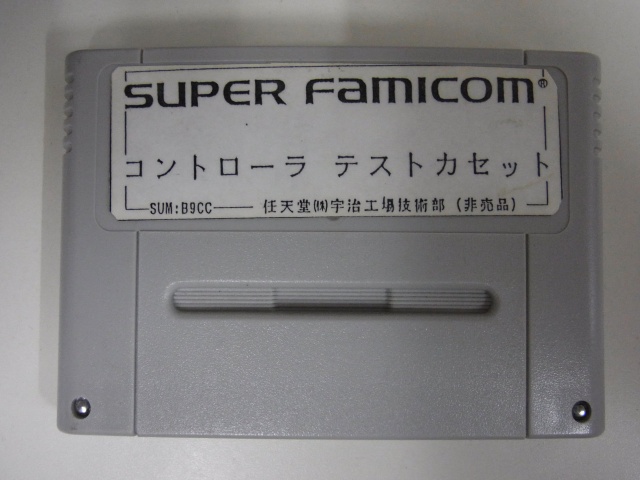 SUPER FAMICOM®
コントローラ テストカセット
SUM:B9CC 任天堂㈱宇治工場技術部(非売品)